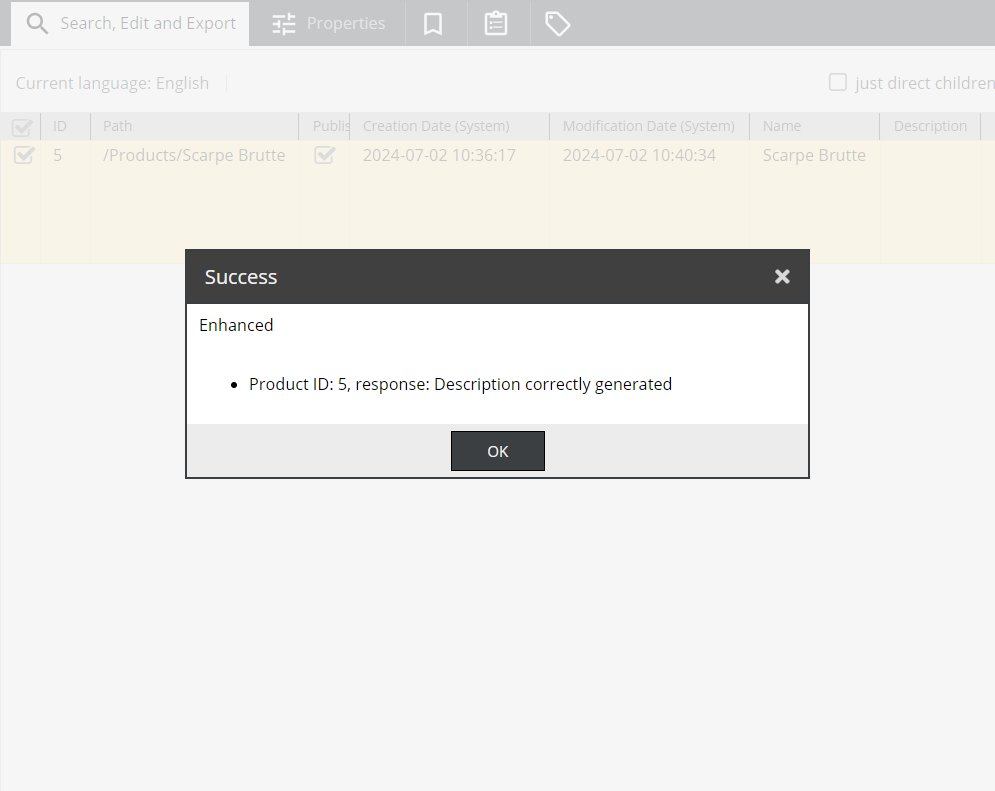 Search, Edit and Export Properties
Current language: English just direct children
ID Path Publis Creation Date (System) Modification Date (System) Name Description
5 /Products/Scarpe Brutte 2024-07-02 10:36:17 2024-07-02 10:40:34 Scarpe Brutte
Success
Enhanced
Product ID: 5, response: Description correctly generated
OK